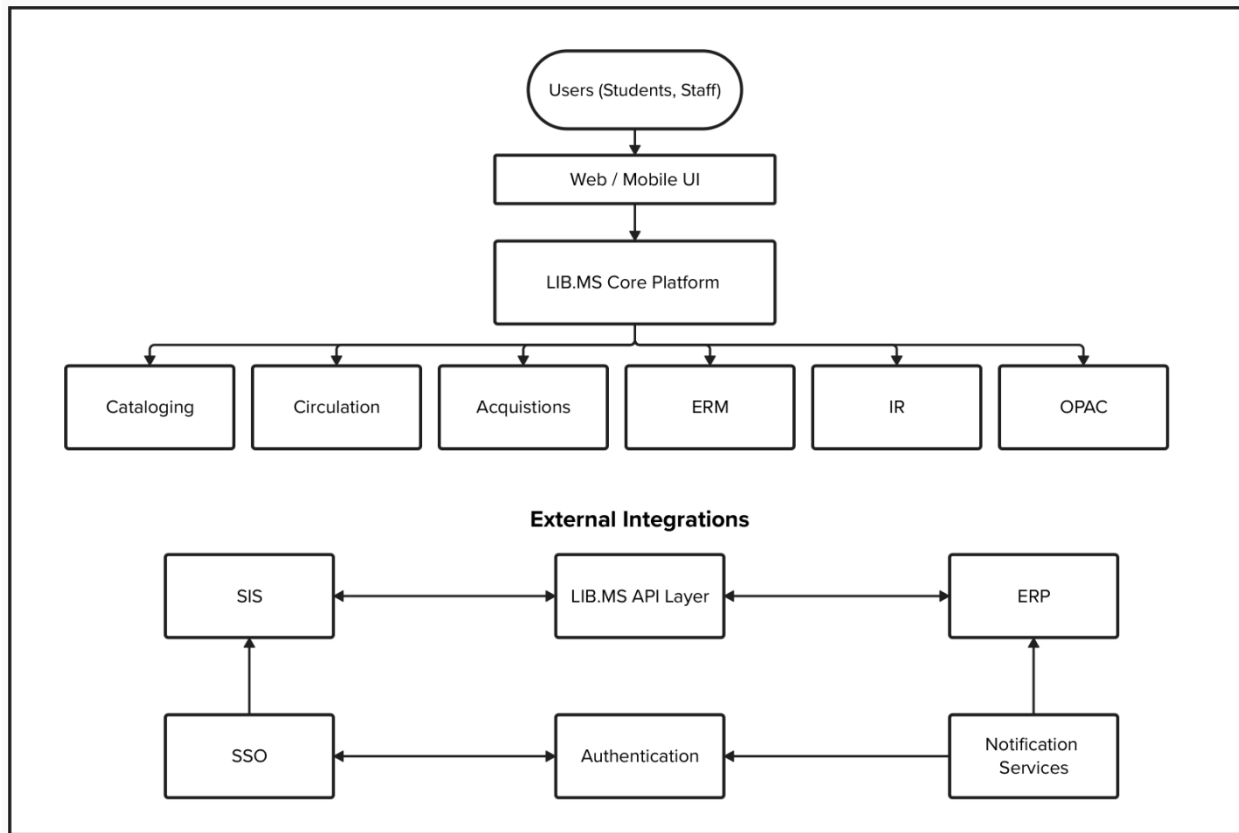 Users (Students, Staff)
Web / Mobile UI
LIB.MS Core Platform
Cataloging
Circulation
Acquistions
ERM
IR
OPAC
External Integrations
SIS
LIB.MS API Layer
ERP
SSO
Authentication
Notification
Services